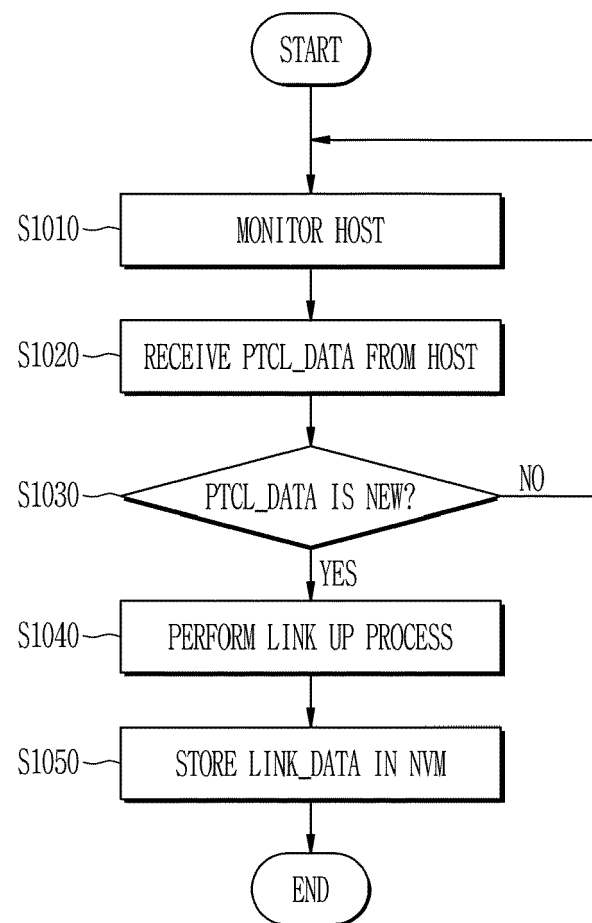 START
S1010
MONITOR HOST
S1020
RECEIVE PTCL_DATA FROM HOST
S1030
PTCL_DATA IS NEW?
NO
YES
S1040
PERFORM LINK UP PROCESS
S1050
STORE LINK_DATA IN NVM
END